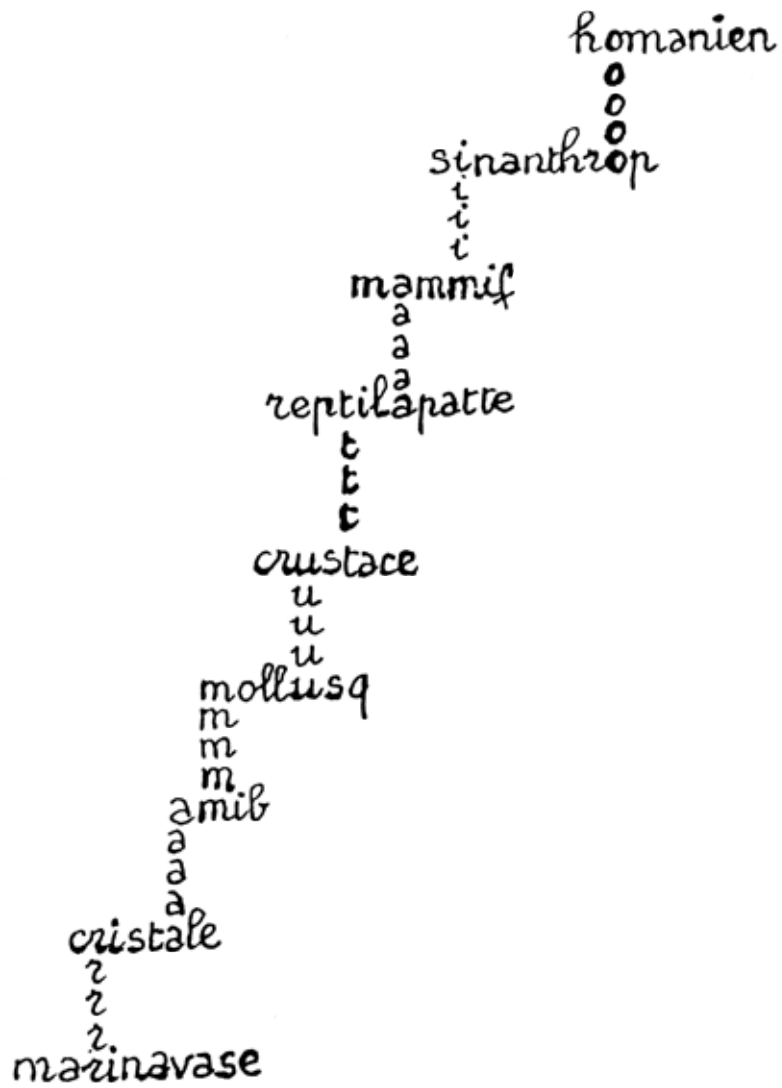 homanien
o
o
o
sinanthrop
i
i
i
mammif
a
a
a
reptilapatte
t
t
t
crustace
u
u
u
mollusq
m
m
m
amib
a
a
a
cristale
r
r
r
marinavase